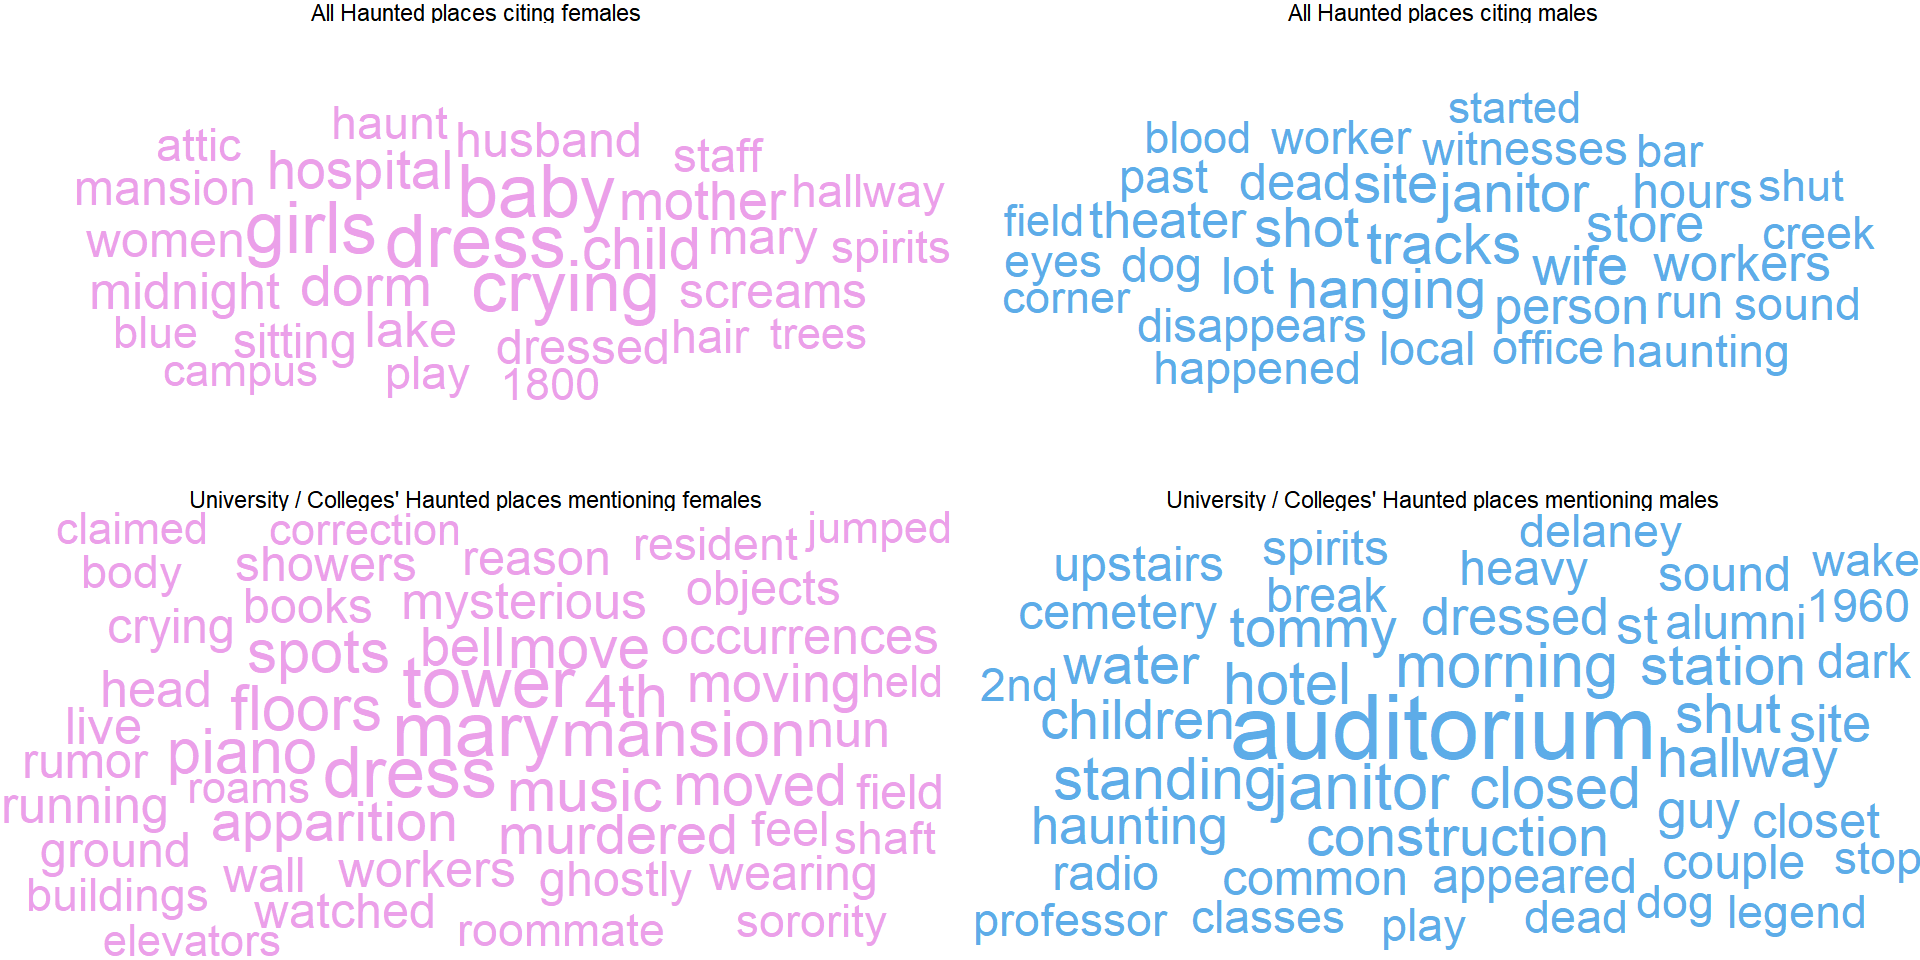 All Haunted places citing females
haunt
attic
husband
staff
hospital
mansion
baby
mother
hallway
girls
women
dress
child
mary
spirits
midnight
dorm
crying
screams
blue
sitting
lake
dressed
hair
trees
campus
play
1800
All Haunted places citing males
started
blood
worker
witnesses
bar
past
dead
site
janitor
hours
shut
field
theater
shot
tracks
store
creek
eyes
dog
lot
hanging
wife
workers
corner
person
run
sound
disappears
local
office
haunting
happened
University / Colleges' Haunted places mentioning females
claimed
correction
jumped
body
showers
reason
resident
objects
books
mysterious
crying
spots
bell
move
occurrences
head
floors
tower
4th
moving
held
live
mary
mansion
nun
rumor
piano
dress
roams
music
moved
field
running
apparition
murdered
feel
shaft
ground
wall
workers
ghostly
wearing
buildings
watched
roommate
sorority
elevators
University / Colleges' Haunted places mentioning males
delaney
upstairs
spirits
heavy
sound
wake
cemetery
break
dressed
1960
tommy
st
alumni
water
morning
station
dark
2nd
hotel
children
auditorium
shut
site
standing
janitor
closed
hallway
haunting
construction
guy
closet
radio
common
appeared
couple
stop
professor
classes
play
dead
dog
legend